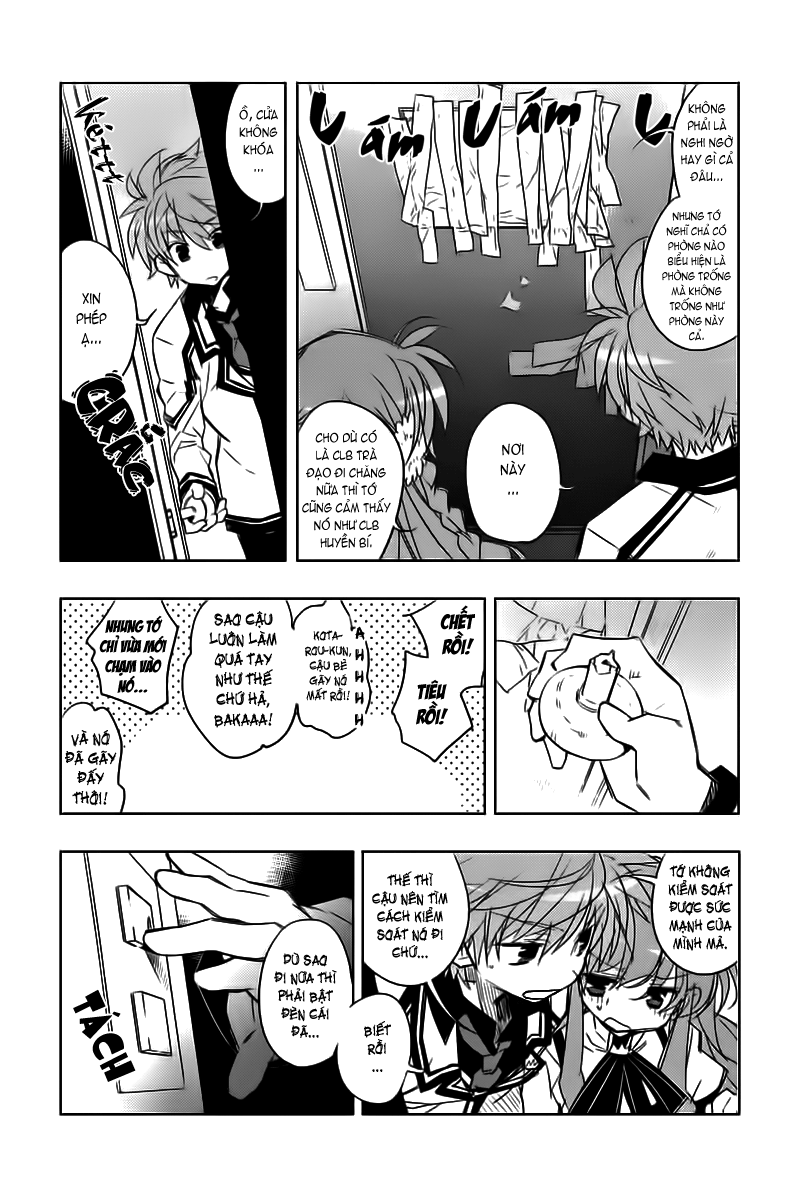 KHÔNG
PHẢI LÀ
NGHI NGỜ
HAY GÌ CẢ
ĐÂU...
NHƯNG TỚ
NGHĨ CHẢ CÓ
PHÒNG NÀO
BIỂU HIỆN LÀ
PHÒNG TRỐNG
MÀ KHÔNG
TRỐNG NHƯ
PHÒNG NÀY
CẢ.
U ÁM U ÁM U
NƠI
NÀY
...
CHO DÙ CÓ
LÀ CLB TRÀ
ĐẠO ĐI CHĂNG
NỮA THÌ TỚ
CŨNG CẢM THẤY
NÓ NHƯ CLB
HUYỀN BÍ.
Ồ, CỬA
KHÔNG
KHÓA
...
KÉTTT
XIN
PHÉP
Ạ...
CRẮC
CHẾT
RỒI!
TIÊU
RỒI!
AHHHHH
KOTA-
ROU-KUN,
CẬU BẺ
GÃY NÓ
MẤT RỒI!
SAO CẬU
LUÔN LÀM
QUÁ TAY
NHƯ THẾ
CHỨ HẢ,
BAKAAA!
NHƯNG TỚ
CHỈ VỪA MỚI
CHẠM VÀO
NÓ...
VÀ NÓ
ĐÃ GÃY
ĐẤY
THÔI!
TỚ KHÔNG
KIỂM SOÁT
ĐƯỢC SỨC
MẠNH CỦA
MÌNH MÀ.
THẾ THÌ
CẬU NÊN TÌM
CÁCH KIỂM
SOÁT NÓ ĐI
CHỨ...
BIẾT
RỒI
...
DÙ SAO
ĐI NỮA THÌ
PHẢI BẬT
ĐÈN CÁI
ĐÃ...
TÁCH